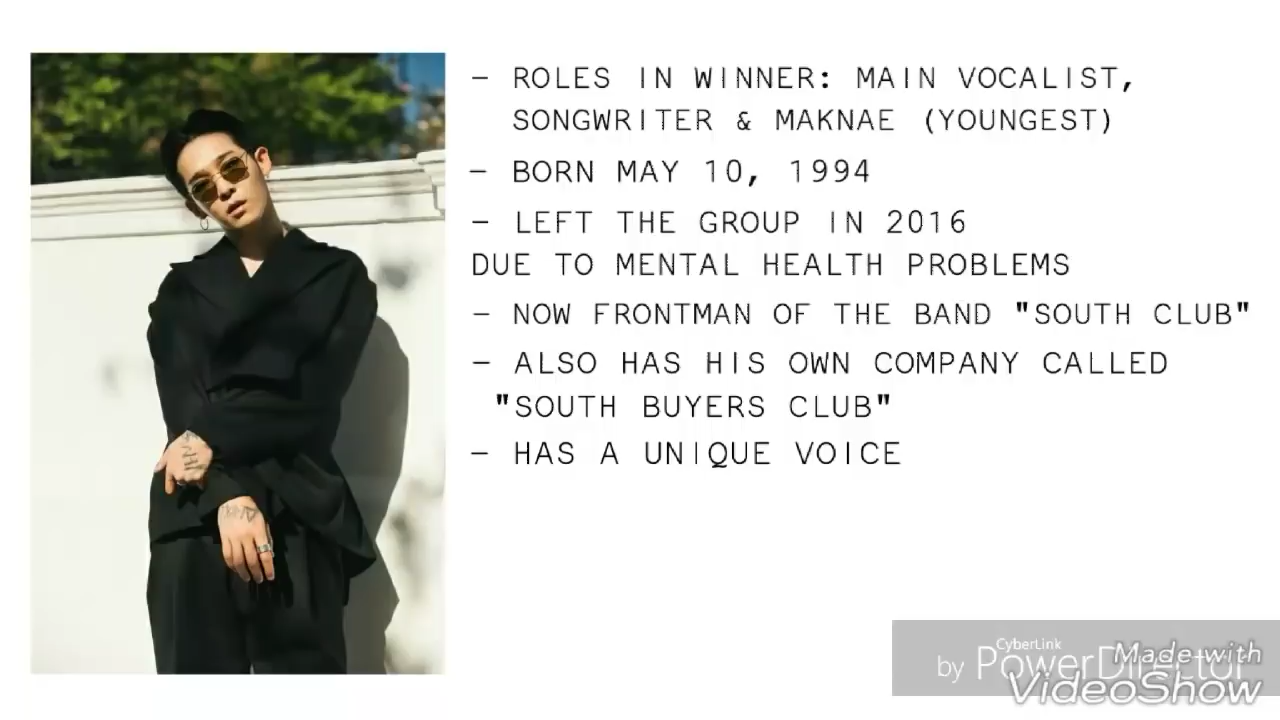 - ROLES IN WINNER: MAIN VOCALIST,
SONGWRITER & MAKNAE (YOUNGEST)
- BORN MAY 10, 1994
- LEFT THE GROUP IN 2016
DUE TO MENTAL HEALTH PROBLEMS
- NOW FRONTMAN OF THE BAND "SOUTH CLUB"
- ALSO HAS HIS OWN COMPANY CALLED
"SOUTH BUYERS CLUB"
- HAS A UNIQUE VOICE
CyberLink
by PowerDirector
Made with
VideoShow